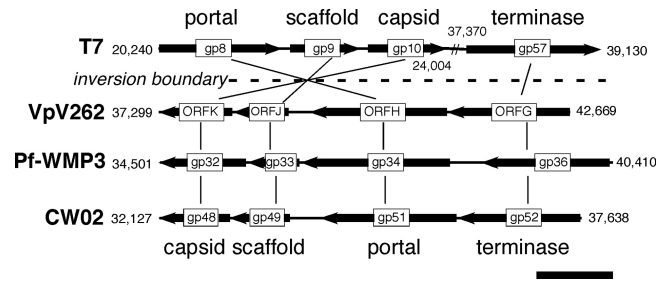 portal scaffold capsid terminase
37,370
T7 20,240 gp8 gp9 gp10 // gp57 39,130
24,004
inversion boundary
VpV262 37,299 ORFK ORFJ ORFH ORFG 42,669
Pf-WMP3 34,501 gp32 gp33 gp34 gp36 40,410
CW02 32,127 gp48 gp49 gp51 gp52 37,638
capsid scaffold portal terminase